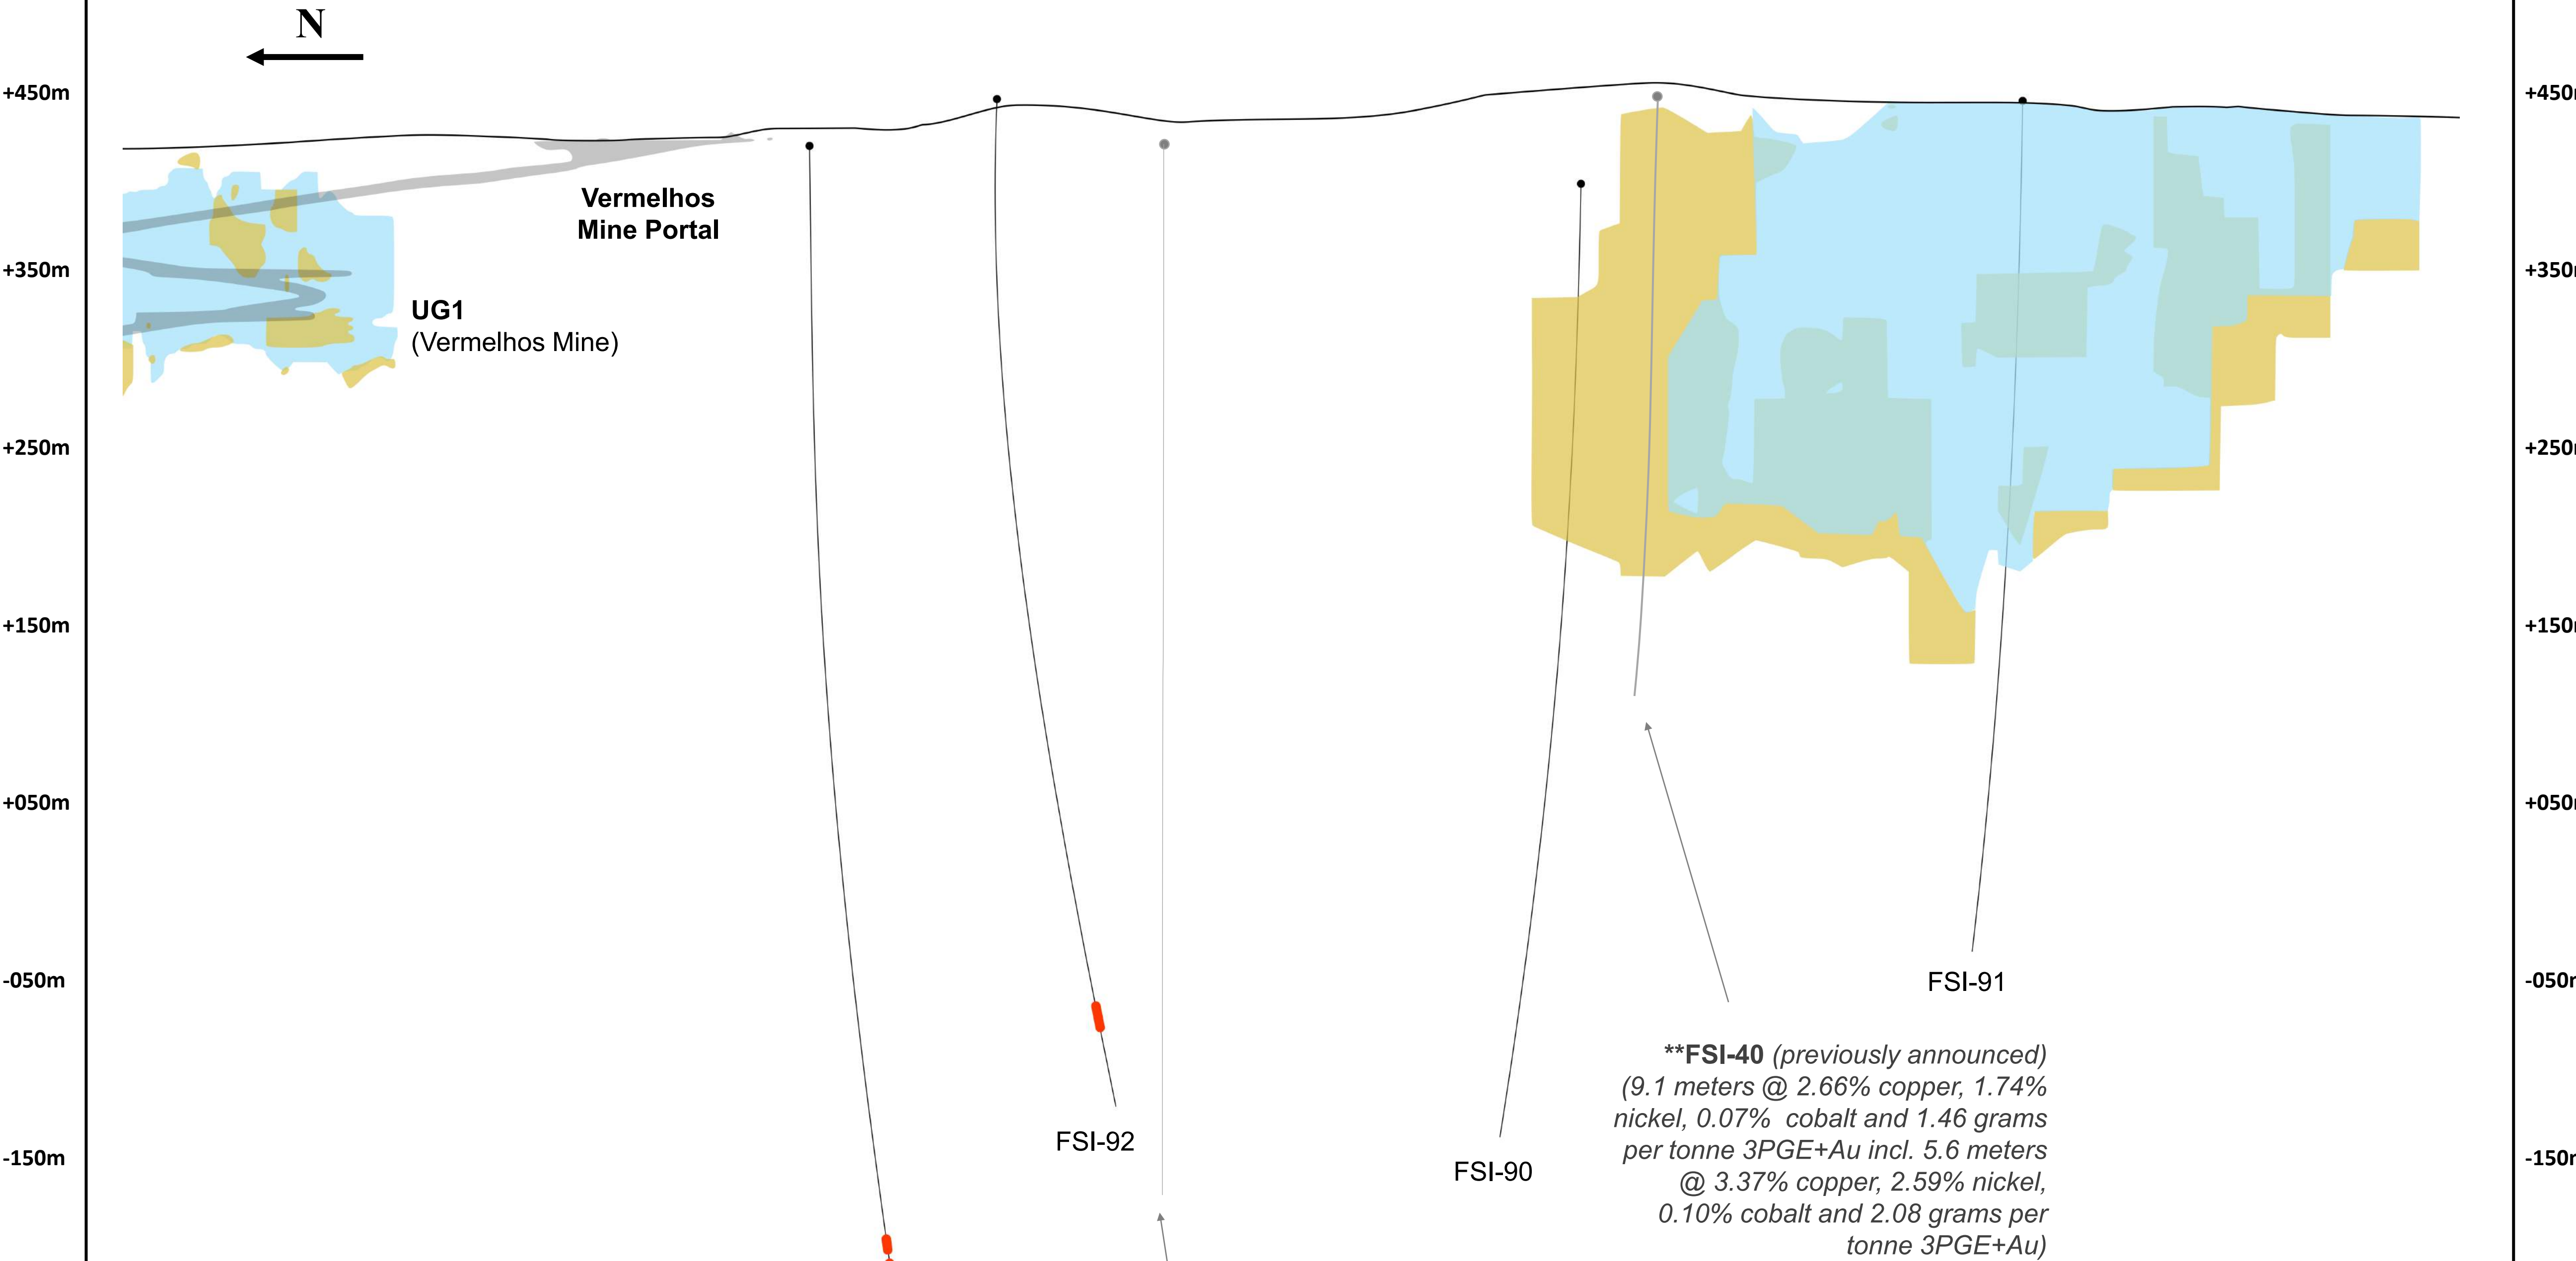 N
+450m
+450m
Vermelhos
Mine Portal
+350m
+350m
UG1
(Vermelhos Mine)
+250m
+250m
+150m
+150m
+050m
+050m
-050m
FSI-91
-050m
**FSI-40 (previously announced)
(9.1 meters @ 2.66% copper, 1.74%
nickel, 0.07% cobalt and 1.46 grams
per tonne 3PGE+Au incl. 5.6 meters
@ 3.37% copper, 2.59% nickel,
0.10% cobalt and 2.08 grams per
tonne 3PGE+Au)
FSI-92
-150m
FSI-90
-150m